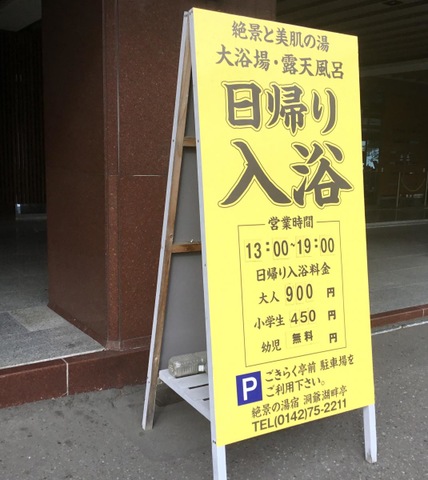 絶景と美肌の湯
大浴場・露天風呂
日帰り
入浴
営業時間
13:00~19:00
日帰り入浴料金
大人 900 円
小学生 450 円
幼児 無料 円
P ごきらく亭前 駐車場を
ご利用下さい。
絶景の湯宿 洞爺湖畔亭
TEL(0142)75-2211